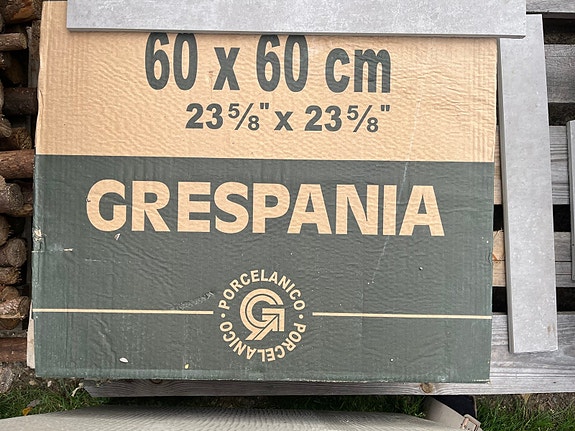 60 x 60 cm
23 5/8" x 23 5/8"
GRESPANIA
PORCELANICO · PORCELANICO ·
G